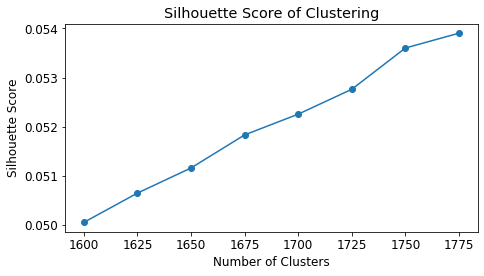 Silhouette Score of Clustering
Silhouette Score
0.054
0.053
0.052
0.051
0.050
1600 1625 1650 1675 1700 1725 1750 1775
Number of Clusters